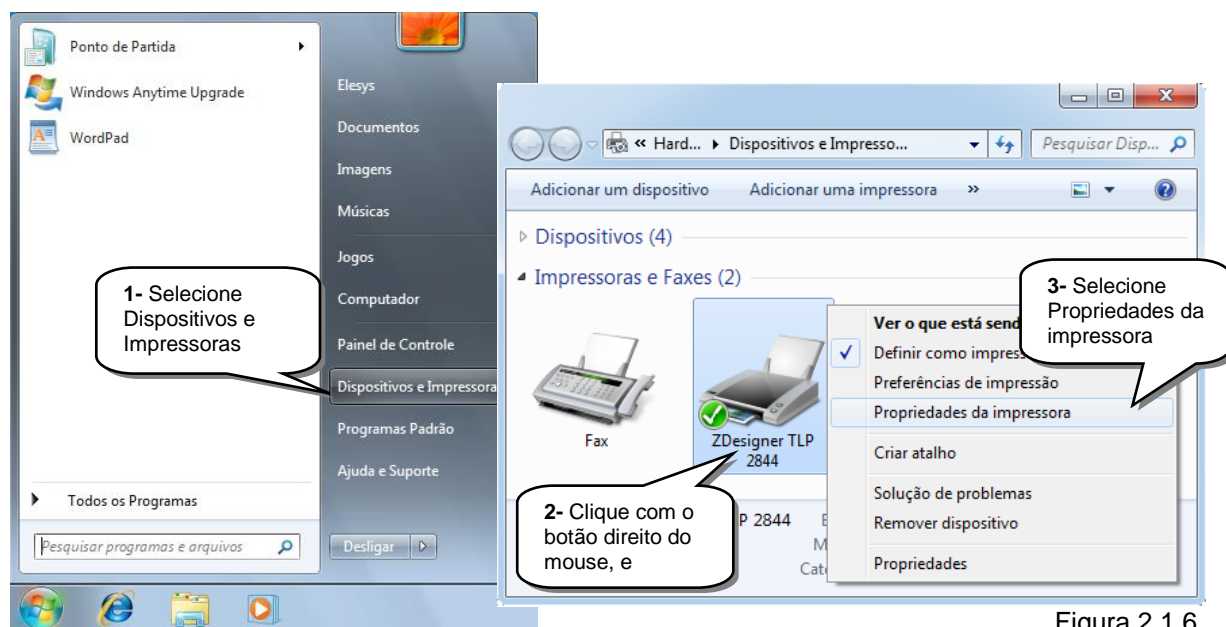 Ponto de Partida
Windows Anytime Upgrade
WordPad
Todos os Programas
Pesquisar programas e arquivos
Elesys
Documentos
Imagens
Músicas
Jogos
Computador
Painel de Controle
Dispositivos e Impressora
Programas Padrão
Ajuda e Suporte
Desligar
1- Selecione
Dispositivos e
Impressoras
« Hard... Dispositivos e Impresso...
Pesquisar Disp...
Adicionar um dispositivo Adicionar uma impressora »
Dispositivos (4)
Impressoras e Faxes (2)
Fax
ZDesigner TLP
2844
2- Clique com o
botão direito do
mouse, e
P 2844
M
Cat
Ver o que está send
Definir como impress
Preferências de impressão
Propriedades da impressora
Criar atalho
Solução de problemas
Remover dispositivo
Propriedades
3- Selecione
Propriedades da
impressora
Figura 2.1.6